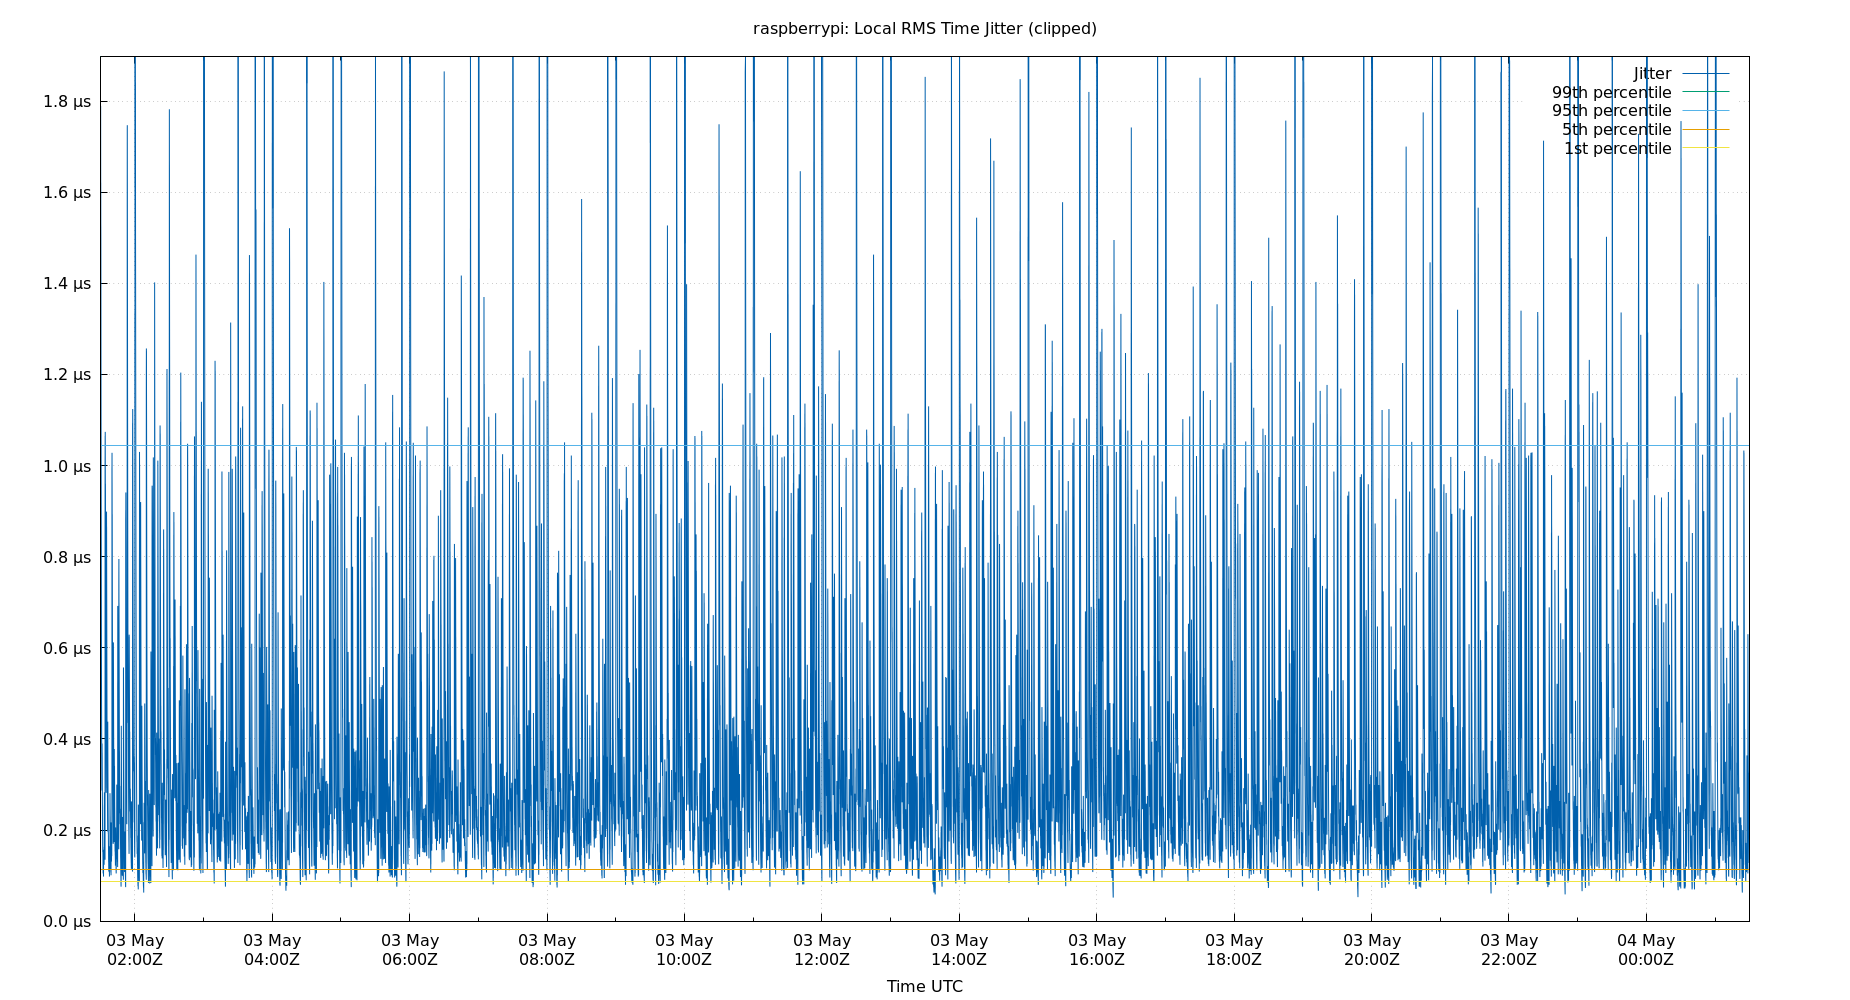 raspberrypi: Local RMS Time Jitter (clipped)
Jitter
99th percentile
95th percentile
5th percentile
1st percentile
1.8 µs
1.6 µs
1.4 µs
1.2 µs
1.0 µs
0.8 µs
0.6 µs
0.4 µs
0.2 µs
0.0 µs
03 May 03 May 03 May 03 May 03 May 03 May 03 May 03 May 03 May 03 May 03 May 04 May
02:00Z 04:00Z 06:00Z 08:00Z 10:00Z 12:00Z 14:00Z 16:00Z 18:00Z 20:00Z 22:00Z 00:00Z
Time UTC